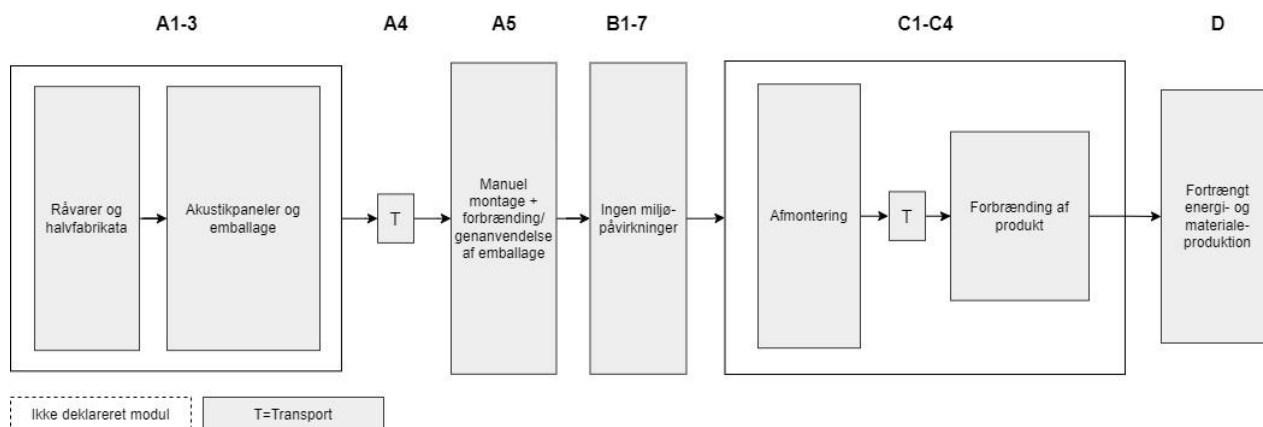 A1-3
A4
A5
B1-7
C1-C4
D
Råvarer og
halvfabrikata
Akustikpaneler og
emballage
T
Manuel
montage +
forbrænding/
genanvendelse
af emballage
Ingen miljø-
påvirkninger
Afmontering
T
Forbrænding af
produkt
Fortrængt
energi- og
materiale-
produktion
Ikke deklareret modul
T=Transport